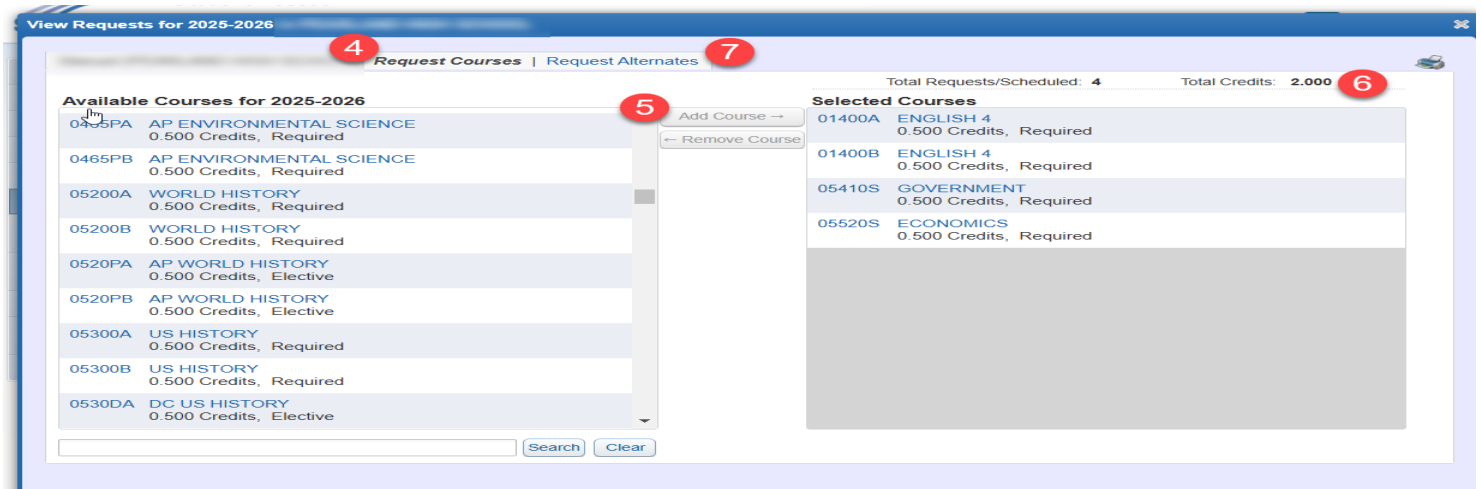 View Requests for 2025-2026
4
Request Courses | Request Alternates
7
Total Requests/Scheduled: 4 Total Credits: 2.000
6
Available Courses for 2025-2026
5
Add Course →
← Remove Course
Selected Courses
0465PA AP ENVIRONMENTAL SCIENCE
0.500 Credits, Required
0465PB AP ENVIRONMENTAL SCIENCE
0.500 Credits, Required
05200A WORLD HISTORY
0.500 Credits, Required
05200B WORLD HISTORY
0.500 Credits, Required
0520PA AP WORLD HISTORY
0.500 Credits, Elective
0520PB AP WORLD HISTORY
0.500 Credits, Elective
05300A US HISTORY
0.500 Credits, Required
05300B US HISTORY
0.500 Credits, Required
0530DA DC US HISTORY
0.500 Credits, Elective
01400A ENGLISH 4
0.500 Credits, Required
01400B ENGLISH 4
0.500 Credits, Required
05410S GOVERNMENT
0.500 Credits, Required
05520S ECONOMICS
0.500 Credits, Required
Search Clear